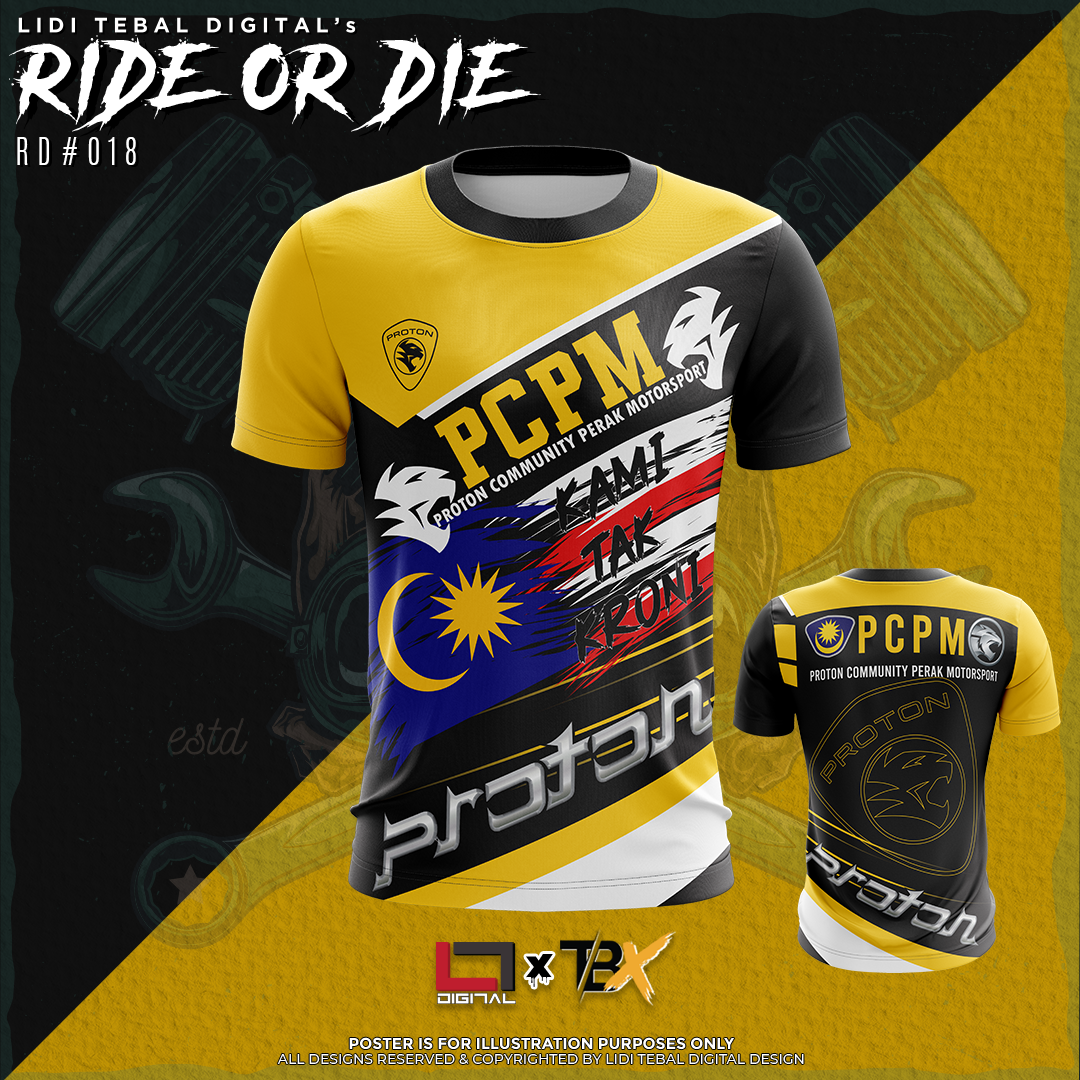 LIDI TEBAL DIGITAL's
RIDE OR DIE
RD#018
PROTON
PCPM
PROTON COMMUNITY PERAK MOTORSPORT
KAMI
TAK
KRONI
proton
PCPM
PROTON COMMUNITY PERAK MOTORSPORT
PROTON
proton
estd
DIGITAL
x
TBX
POSTER IS FOR ILLUSTRATION PURPOSES ONLY
ALL DESIGNS RESERVED & COPYRIGHTED BY LIDI TEBAL DIGITAL DESIGN